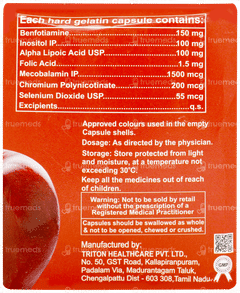 Each hard gelatin capsule contains:
Benfotiamine 150 mg
Inositol IP 100 mg
Alpha Lipoic Acid USP 100 mg
Folic Acid 1.5 mg
Mecobalamin IP 1500 mcg
Chromium Polynicotinate 200 mcg
Selenium Dioxide USP 55 mcg
Excipients q.s.
Approved colours used in the empty
Capsule shells.
Dosage: As directed by the physician.
Storage: Store protected from light
and moisture, at a temperature not
exceeding 30°C.
Keep all the medicines out of reach
of children.
Warning: Not to be sold by retail
without the prescription of a
Registered Medical Practitioner
Capsules should be swallowed as whole
& not to be opened, chewed or crushed.
Manufactured by:
TRITON HEALTHCARE PVT. LTD.,
No. 50, GST Road, Kallapiranpuram,
Padalam Via, Madurantagam Taluk,
Chengalpattu Dist - 603 308, Tamil Nadu
GMP
truemeds